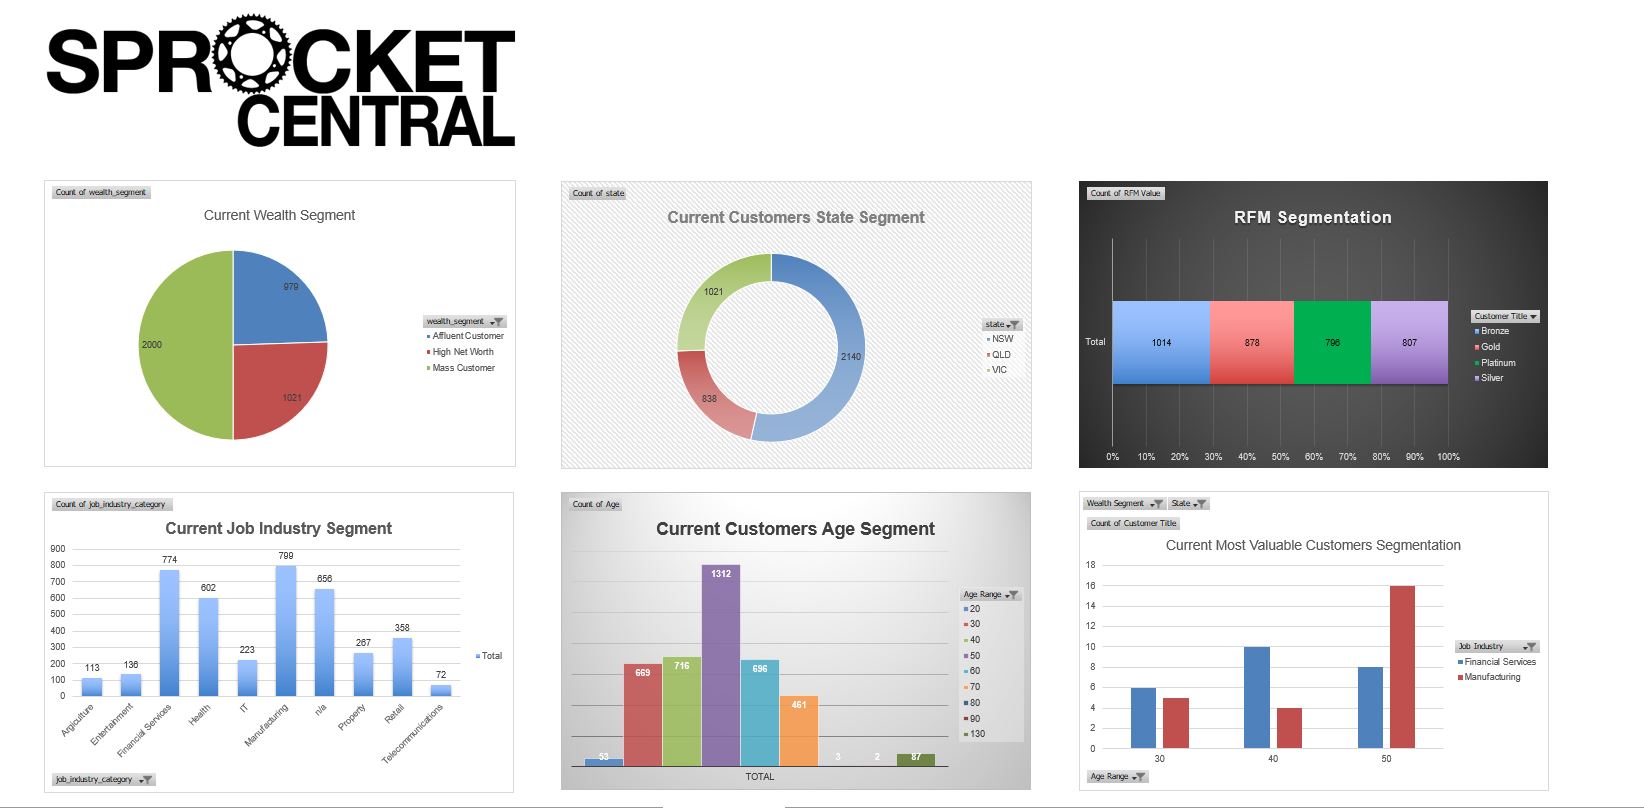 SPROCKET
CENTRAL
Count of wealth_segment
Current Wealth Segment
979
2000
1021
wealth_segment
Affluent Customer
High Net Worth
Mass Customer
Count of state
Current Customers State Segment
1021
2140
838
state
NSW
QLD
VIC
Count of RFM Value
RFM Segmentation
Total
1014
878
796
807
0% 10% 20% 30% 40% 50% 60% 70% 80% 90% 100%
Customer Title
Bronze
Gold
Platinum
Silver
Count of job_industry_category
Current Job Industry Segment
900
800
700
600
500
400
300
200
100
0
113
136
774
602
223
799
656
267
358
72
Argiculture
Entertainment
Financial Services
Health
IT
Manufacturing
n/a
Property
Retail
Telecommunications
Total
job_industry_category
Count of Age
Current Customers Age Segment
53
669
716
1312
696
461
3
2
87
TOTAL
Age Range
20
30
40
50
60
70
80
90
130
Wealth Segment State
Count of Customer Title
Current Most Valuable Customers Segmentation
18
16
14
12
10
8
6
4
2
0
30 40 50
Job Industry
Financial Services
Manufacturing
Age Range